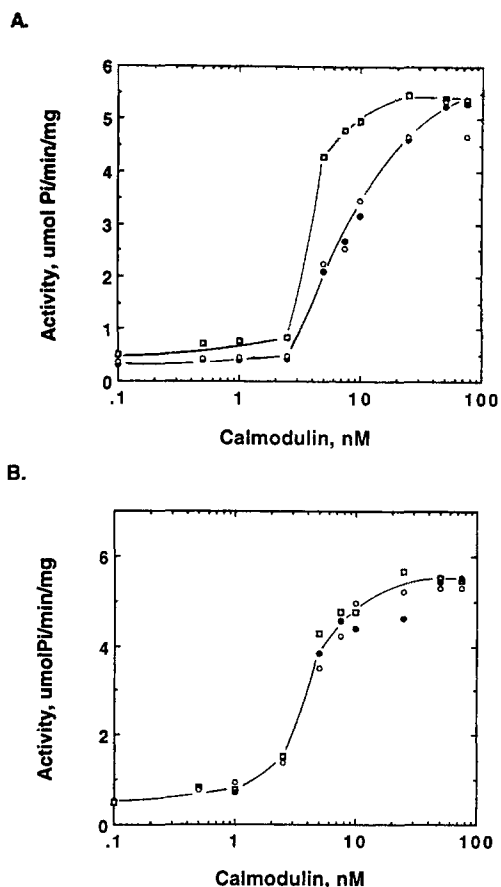 A.
6
5
4
3
2
1
0
Activity, umol Pi/min/mg
.1 1 10 100
Calmodulin, nM
B.
6
4
2
0
Activity, umolPi/min/mg
.1 1 10 100
Calmodulin, nM